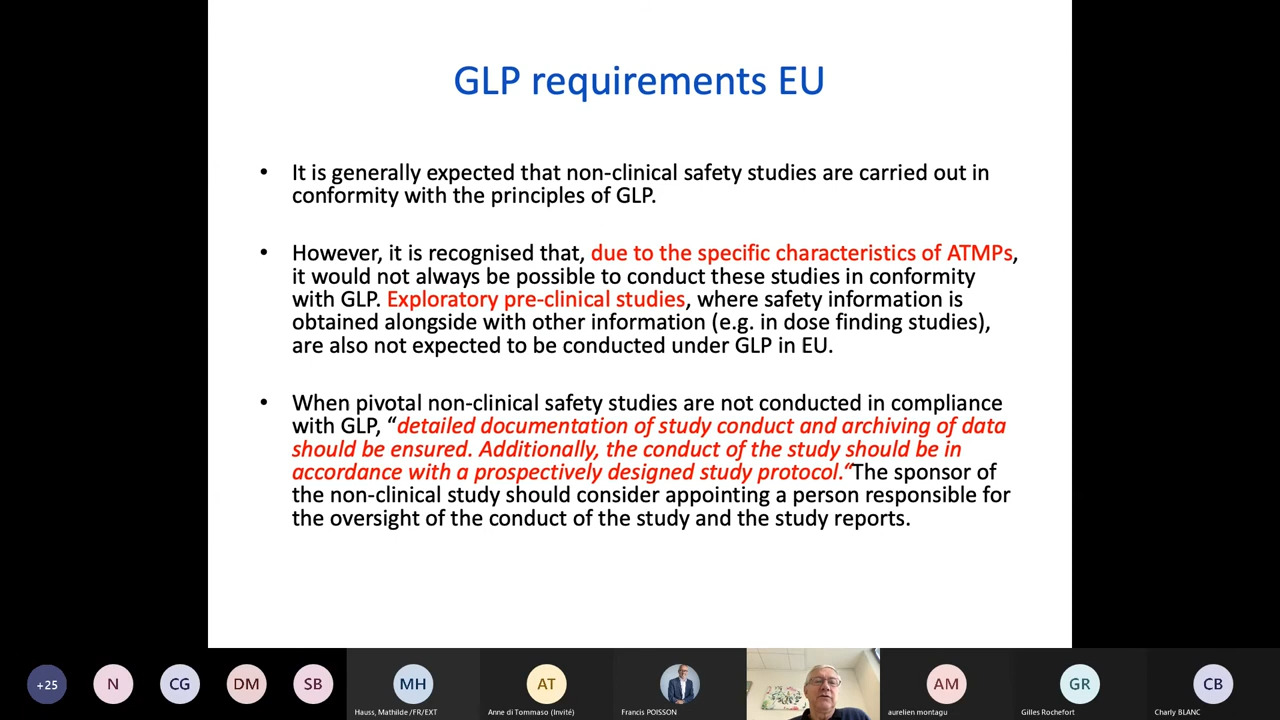 GLP requirements EU
• It is generally expected that non-clinical safety studies are carried out in
conformity with the principles of GLP.
• However, it is recognised that, due to the specific characteristics of ATMPs,
it would not always be possible to conduct these studies in conformity
with GLP. Exploratory pre-clinical studies, where safety information is
obtained alongside with other information (e.g. in dose finding studies),
are also not expected to be conducted under GLP in EU.
• When pivotal non-clinical safety studies are not conducted in compliance
with GLP, “detailed documentation of study conduct and archiving of data
should be ensured. Additionally, the conduct of the study should be in
accordance with a prospectively designed study protocol.“The sponsor of
the non-clinical study should consider appointing a person responsible for
the oversight of the conduct of the study and the study reports.
+25 N CG DM SB MH AT AM GR CB
Hauss, Mathilde /FR/EXT Anne di Tommaso (Invité) Francis POISSON aurelien montagu Gilles Rochefort Charly BLANC